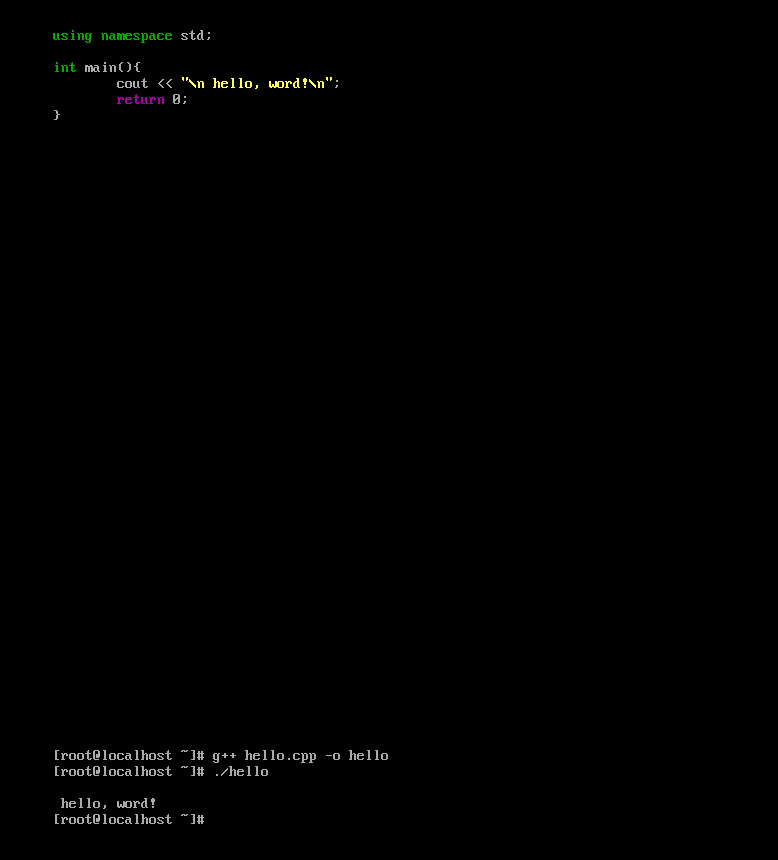 using namespace std;
int main(){
cout << "\n hello, word!\n";
return 0;
}
[root@localhost ~]# g++ hello.cpp -o hello
[root@localhost ~]# ./hello
hello, word!
[root@localhost ~]#